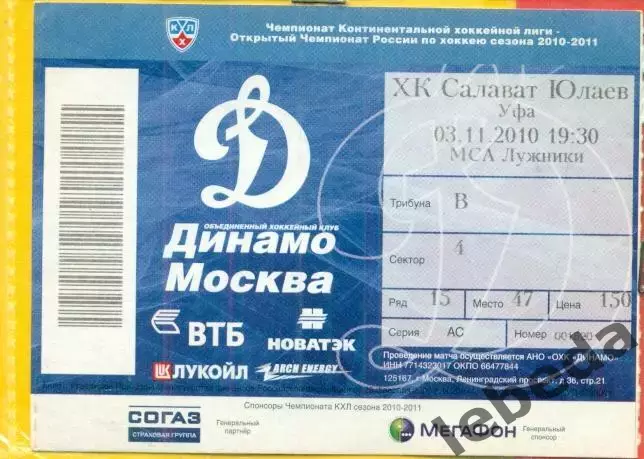 КХЛ
Чемпионат Континентальной хоккейной лиги -
Открытый Чемпионат России по хоккею сезона 2010-2011
ОБЪЕДИНЕННЫЙ ХОККЕЙНЫЙ КЛУБ
Динамо
Москва
ВТБ
НОВАТЭК
ЛУКОЙЛ
ARCH ENERGY
ХК Салават Юлаев
Уфа
03.11.2010 19:30
МСА Лужники
Трибуна В
Сектор 4
Ряд 15 Место 47 Цена 150
Серия АС Номер
Проведение матча осуществляется АНО «ОХК «ДИНАМО»
ИНН 7714323017 ОКПО 66477844
125167, г Москва, Ленинградский проспект, д 36, стр.21.
Спонсоры Чемпионата КХЛ сезона 2010-2011
СОГАЗ
СТРАХОВАЯ ГРУППА
Генеральный
партнёр
МЕГАФОН
Генеральный
спонсор
lebeda